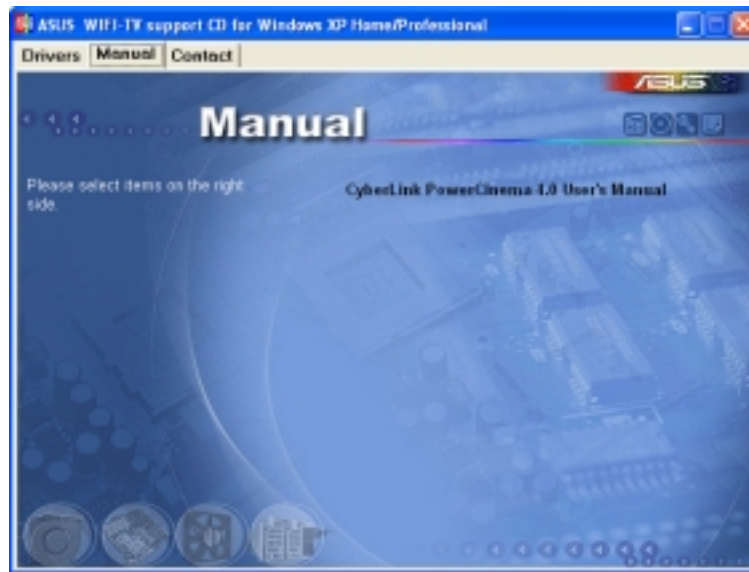 ASUS WIFI-TV support CD for Windows XP Home/Professional
Drivers Manual Contact
ASUS
Manual
Please select items on the right
side.
CyberLink PowerCinema 4.0 User's Manual